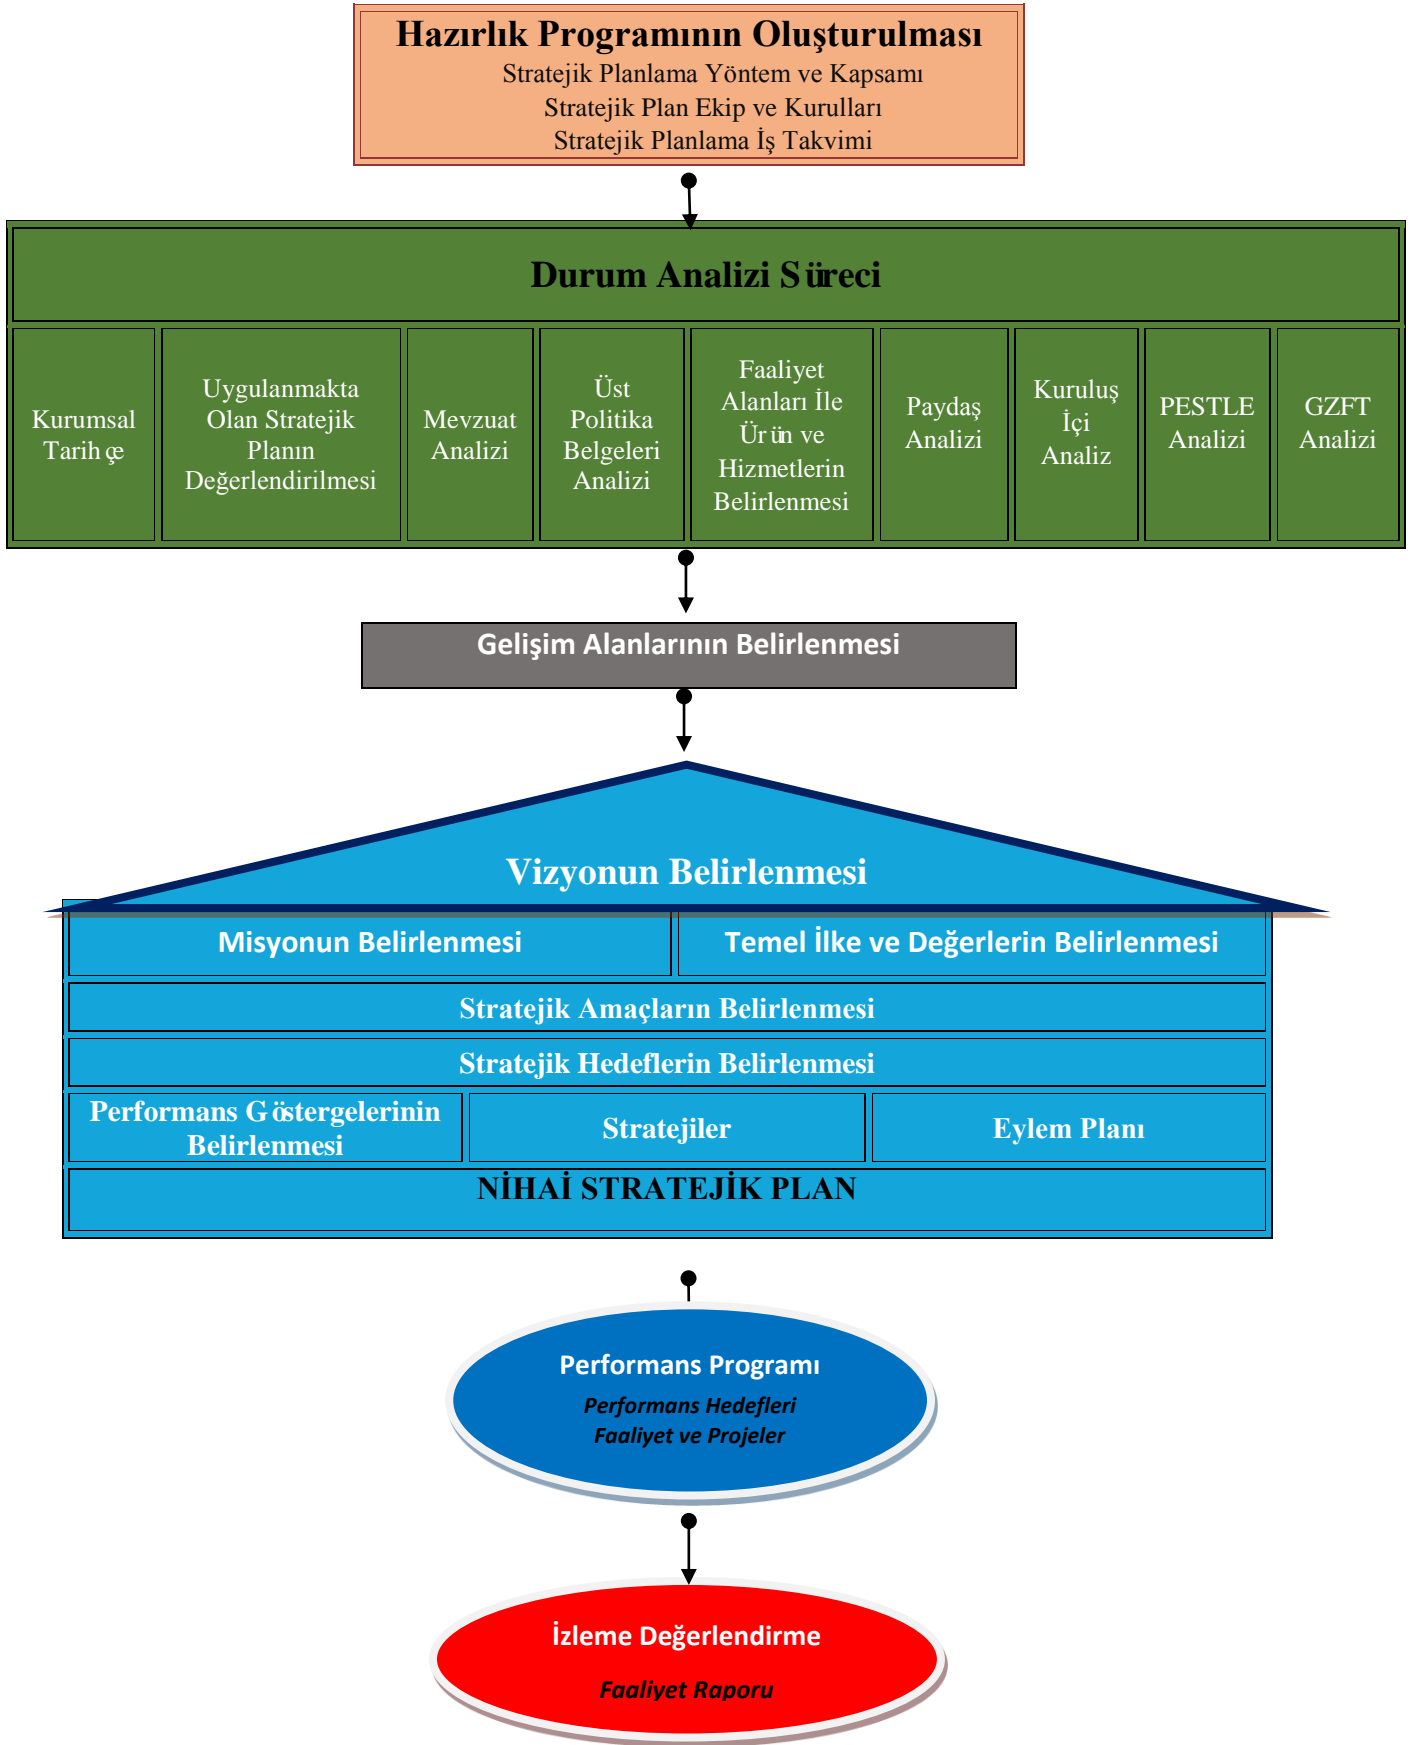 Hazırlık Programının Oluşturulması
Stratejik Planlama Yöntem ve Kapsamı
Stratejik Plan Ekip ve Kurulları
Stratejik Planlama İş Takvimi
Durum Analizi Süreci
Kurumsal
Tarihçe
Uygulanmakta
Olan Stratejik
Planın
Değerlendirilmesi
Mevzuat
Analizi
Üst
Politika
Belgeleri
Analizi
Faaliyet
Alanları İle
Ürün ve
Hizmetlerin
Belirlenmesi
Paydaş
Analizi
Kuruluş
İçi
Analiz
PESTLE
Analizi
GZFT
Analizi
Gelişim Alanlarının Belirlenmesi
Vizyonun Belirlenmesi
Misyonun Belirlenmesi
Temel İlke ve Değerlerin Belirlenmesi
Stratejik Amaçların Belirlenmesi
Stratejik Hedeflerin Belirlenmesi
Performans Göstergelerinin
Belirlenmesi
Stratejiler
Eylem Planı
NİHAİ STRATEJİK PLAN
Performans Programı
Performans Hedefleri
Faaliyet ve Projeler
İzleme Değerlendirme
Faaliyet Raporu